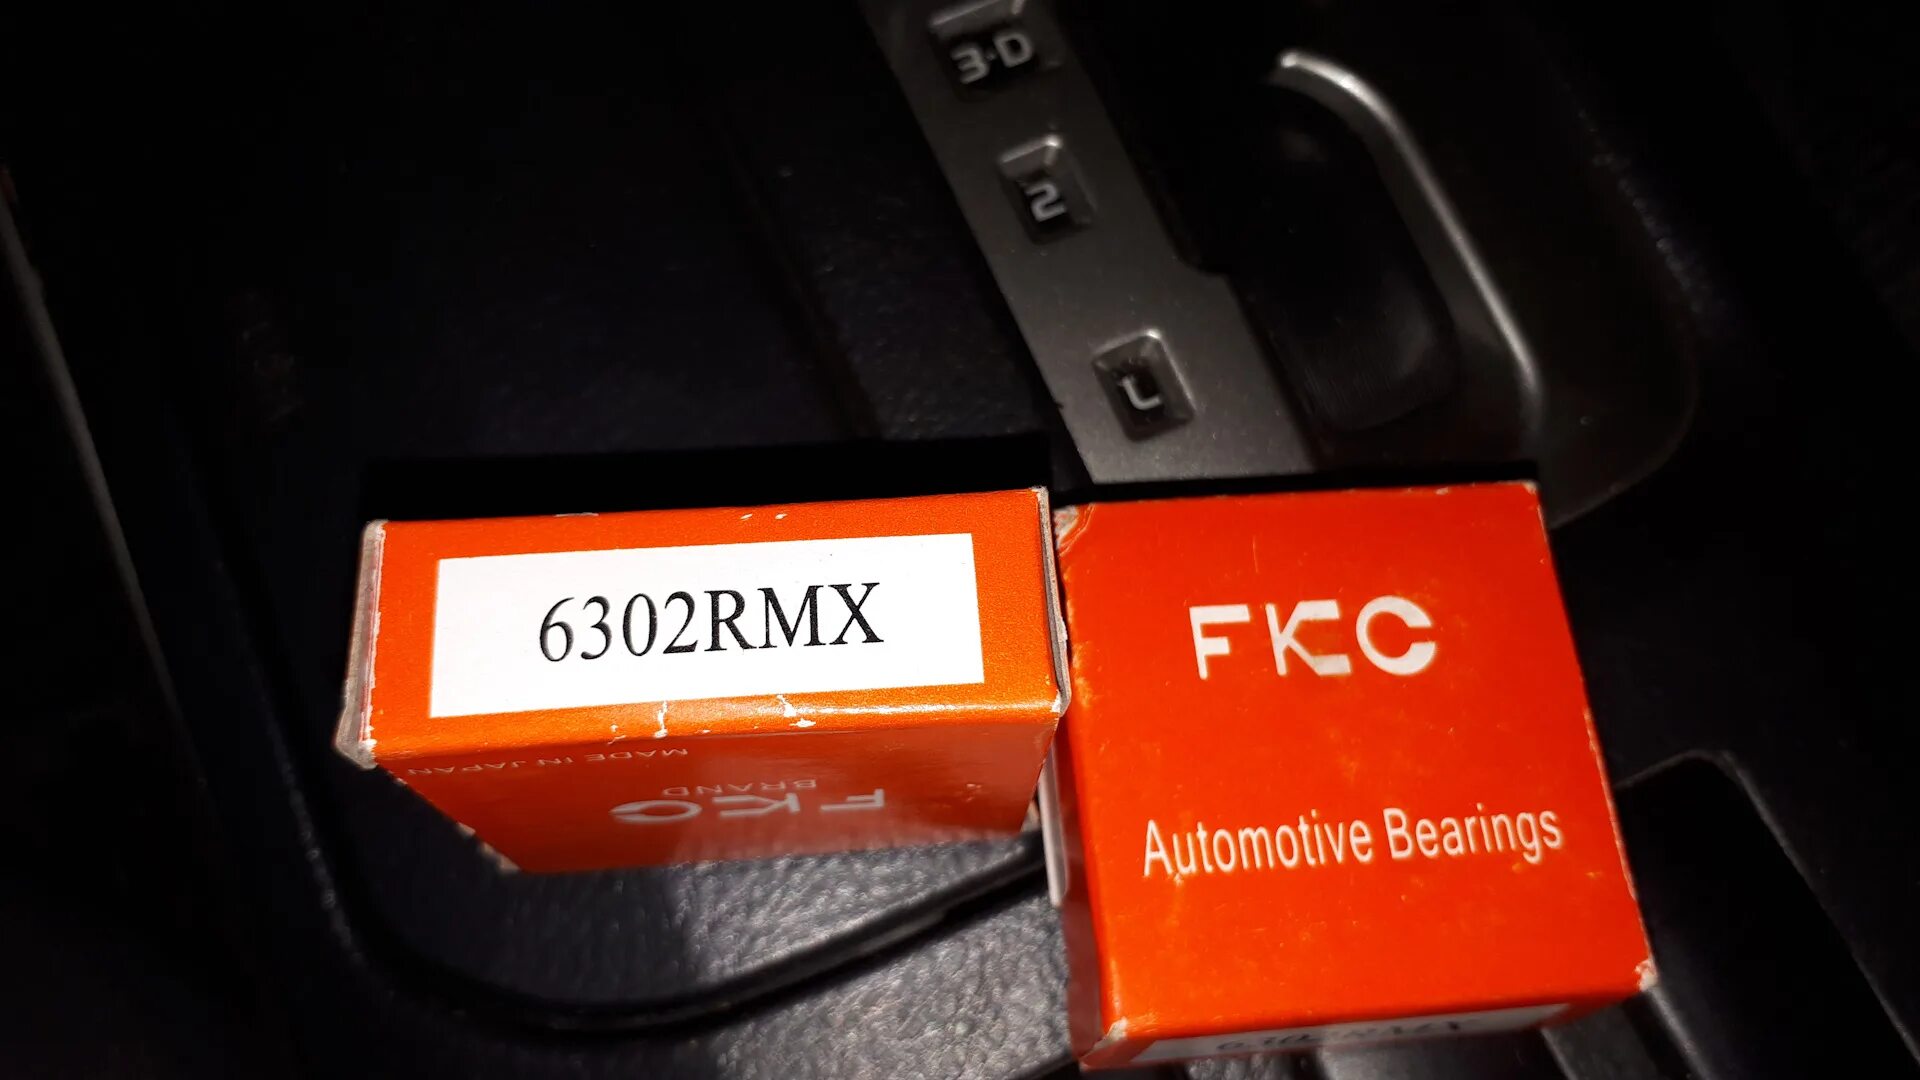 3-D
2
L
6302RMX
MADE IN JAPAN
FKC
BRAND
FKC
Automotive Bearings